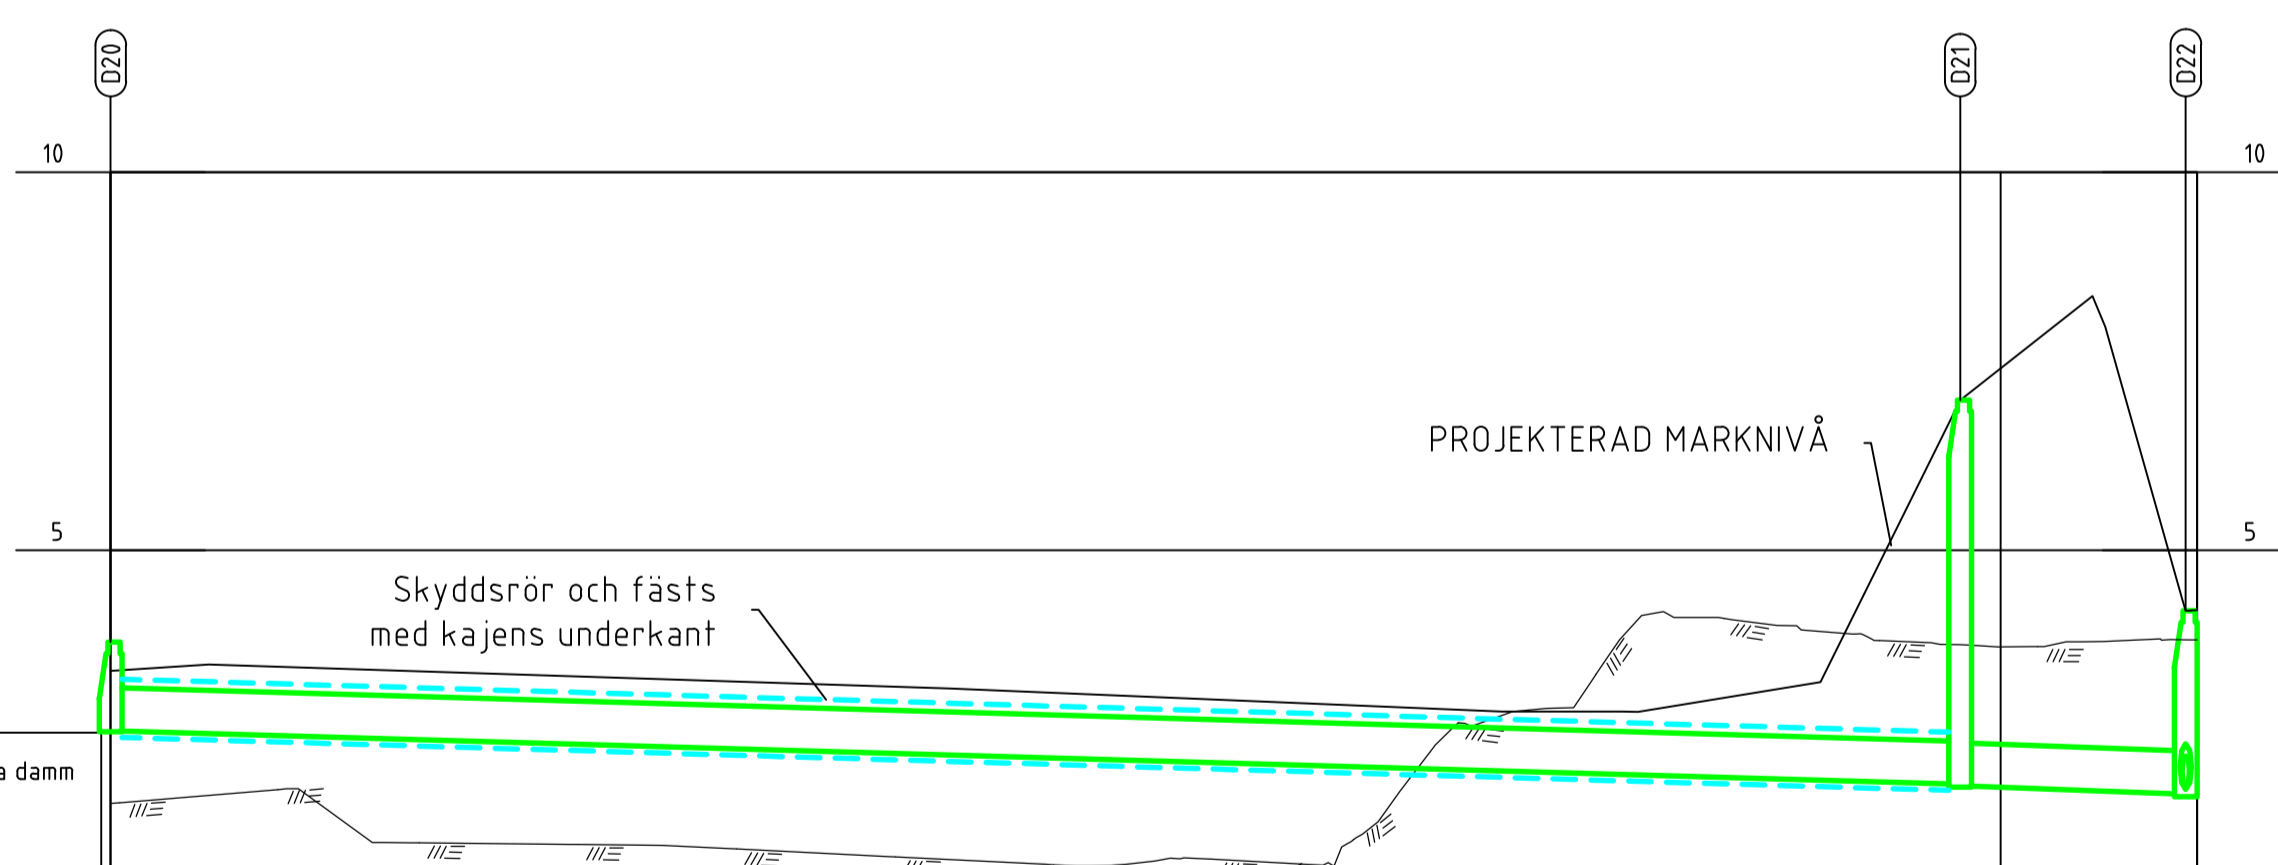 D20
D21
D22
10
10
PROJEKTERAD MARKNIVÅ
5
5
Skyddsrör och fästs
med kajens underkant
a damm